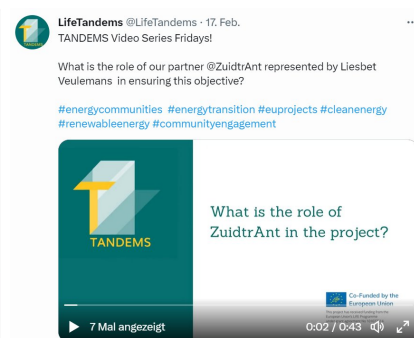 LifeTandems @LifeTandems · 17. Feb.
TANDEMS Video Series Fridays!
What is the role of our partner @ZuidtrAnt represented by Liesbet
Veulemans in ensuring this objective?
#energycommunities #energytransition #euprojects #cleanenergy
#renewableenergy #communityengagement
TANDEMS
What is the role of
ZuidtrAnt in the project?
Co-Funded by the
European Union
7 Mal angezeigt
0:02 / 0:43